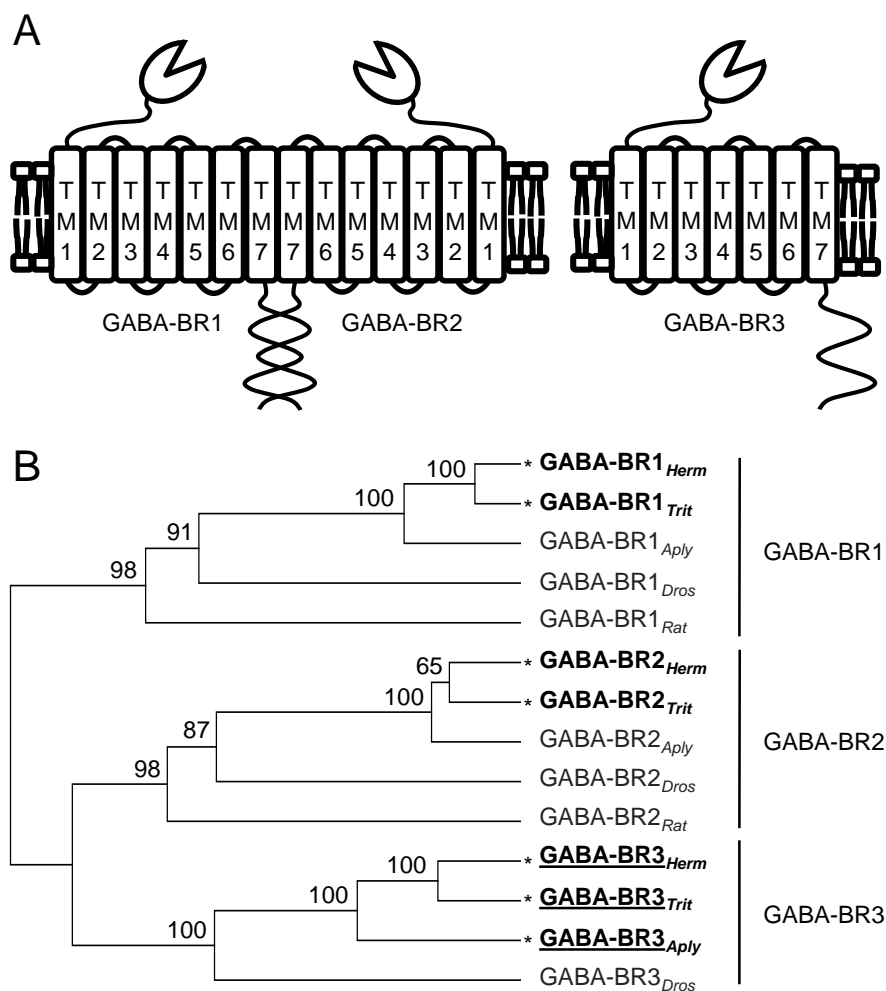 A
T T T T T T T T T T T T T T
M M M M M M M M M M M M M M
1 2 3 4 5 6 7 7 6 5 4 3 2 1
T T T T T T T
M M M M M M M
1 2 3 4 5 6 7
GABA-BR1 GABA-BR2 GABA-BR3
B
100 * GABA-BR1Herm
100 * GABA-BR1Trit
91 GABA-BR1Aply
GABA-BR1
98 GABA-BR1Dros
GABA-BR1Rat
65 * GABA-BR2Herm
100 * GABA-BR2Trit
87 GABA-BR2Aply
GABA-BR2
98 GABA-BR2Dros
GABA-BR2Rat
100 * GABA-BR3Herm
100 * GABA-BR3Trit
GABA-BR3
100 * GABA-BR3Aply
GABA-BR3Dros